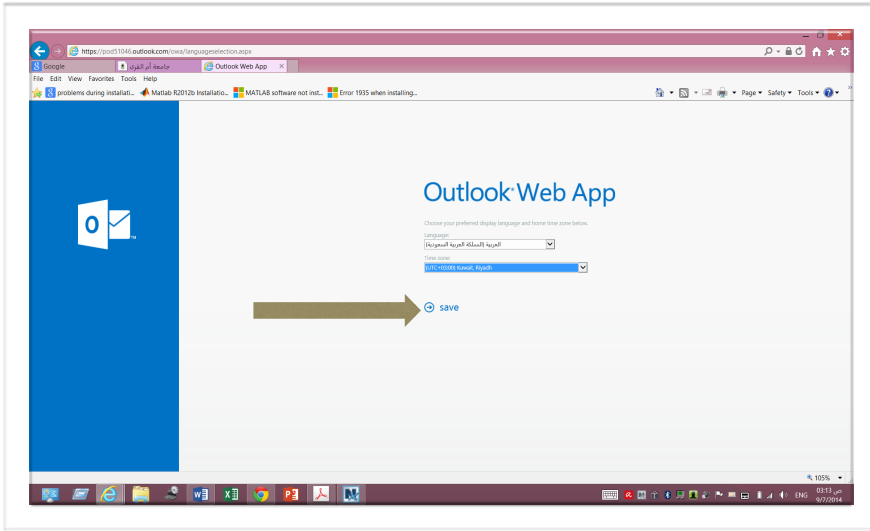 https://pod51046.outlook.com/owa/languageselection.aspx
Google
جامعة أم القرى
Outlook Web App
File Edit View Favorites Tools Help
problems during installati... Matlab R2012b Installatio... MATLAB software not inst... Error 1935 when installing...
Page Safety Tools
Outlook Web App
Choose your preferred display language and home time zone below.
Language:
العربية (المملكة العربية السعودية)
Time zone:
(UTC+03:00) Kuwait, Riyadh
save
105%
ENG
03:13 ص
9/7/2014